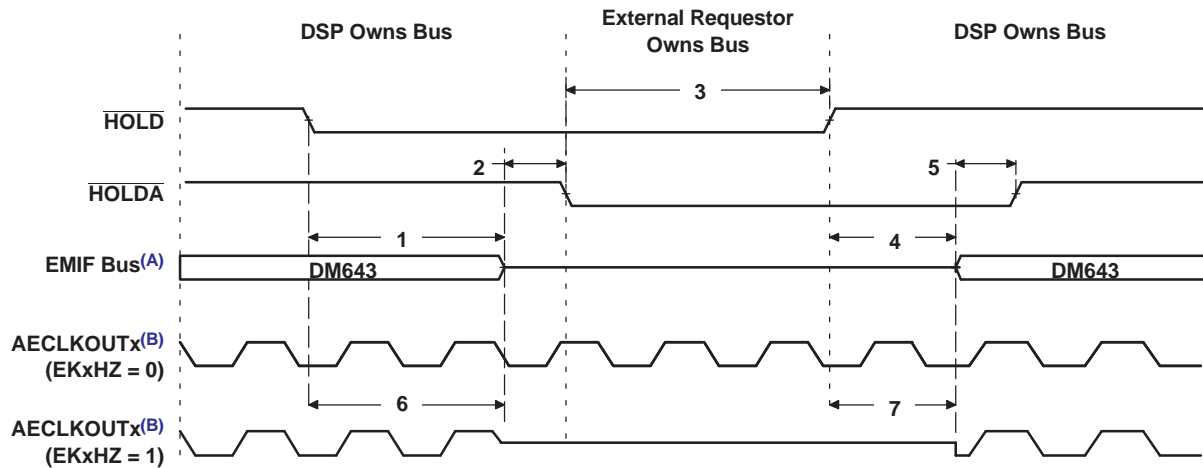 DSP Owns Bus
External Requestor
Owns Bus
DSP Owns Bus
3
HOLD
2
5
HOLDA
1
4
EMIF Bus(A)
DM643
DM643
AECLKOUTx(B)
(EKxHZ = 0)
6
7
AECLKOUTx(B)
(EKxHZ = 1)